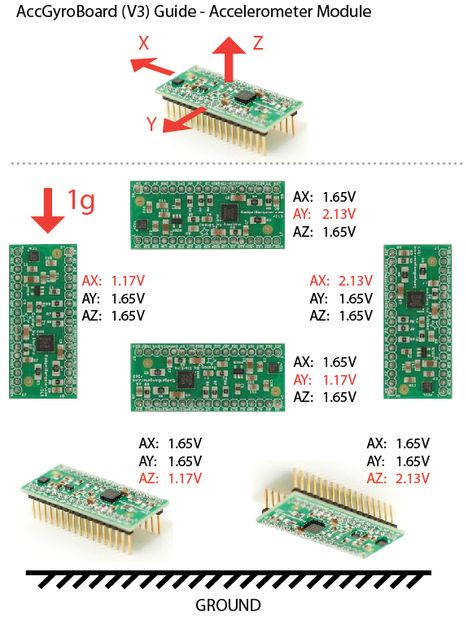 AccGyroBoard (V3) Guide - Accelerometer Module
X
Z
Y
1g
AX: 1.65V
AY: 2.13V
AZ: 1.65V
AX: 1.17V
AY: 1.65V
AZ: 1.65V
AX: 2.13V
AY: 1.65V
AZ: 1.65V
AX: 1.65V
AY: 1.17V
AZ: 1.65V
AX: 1.65V
AY: 1.65V
AZ: 1.17V
AX: 1.65V
AY: 1.65V
AZ: 2.13V
GROUND